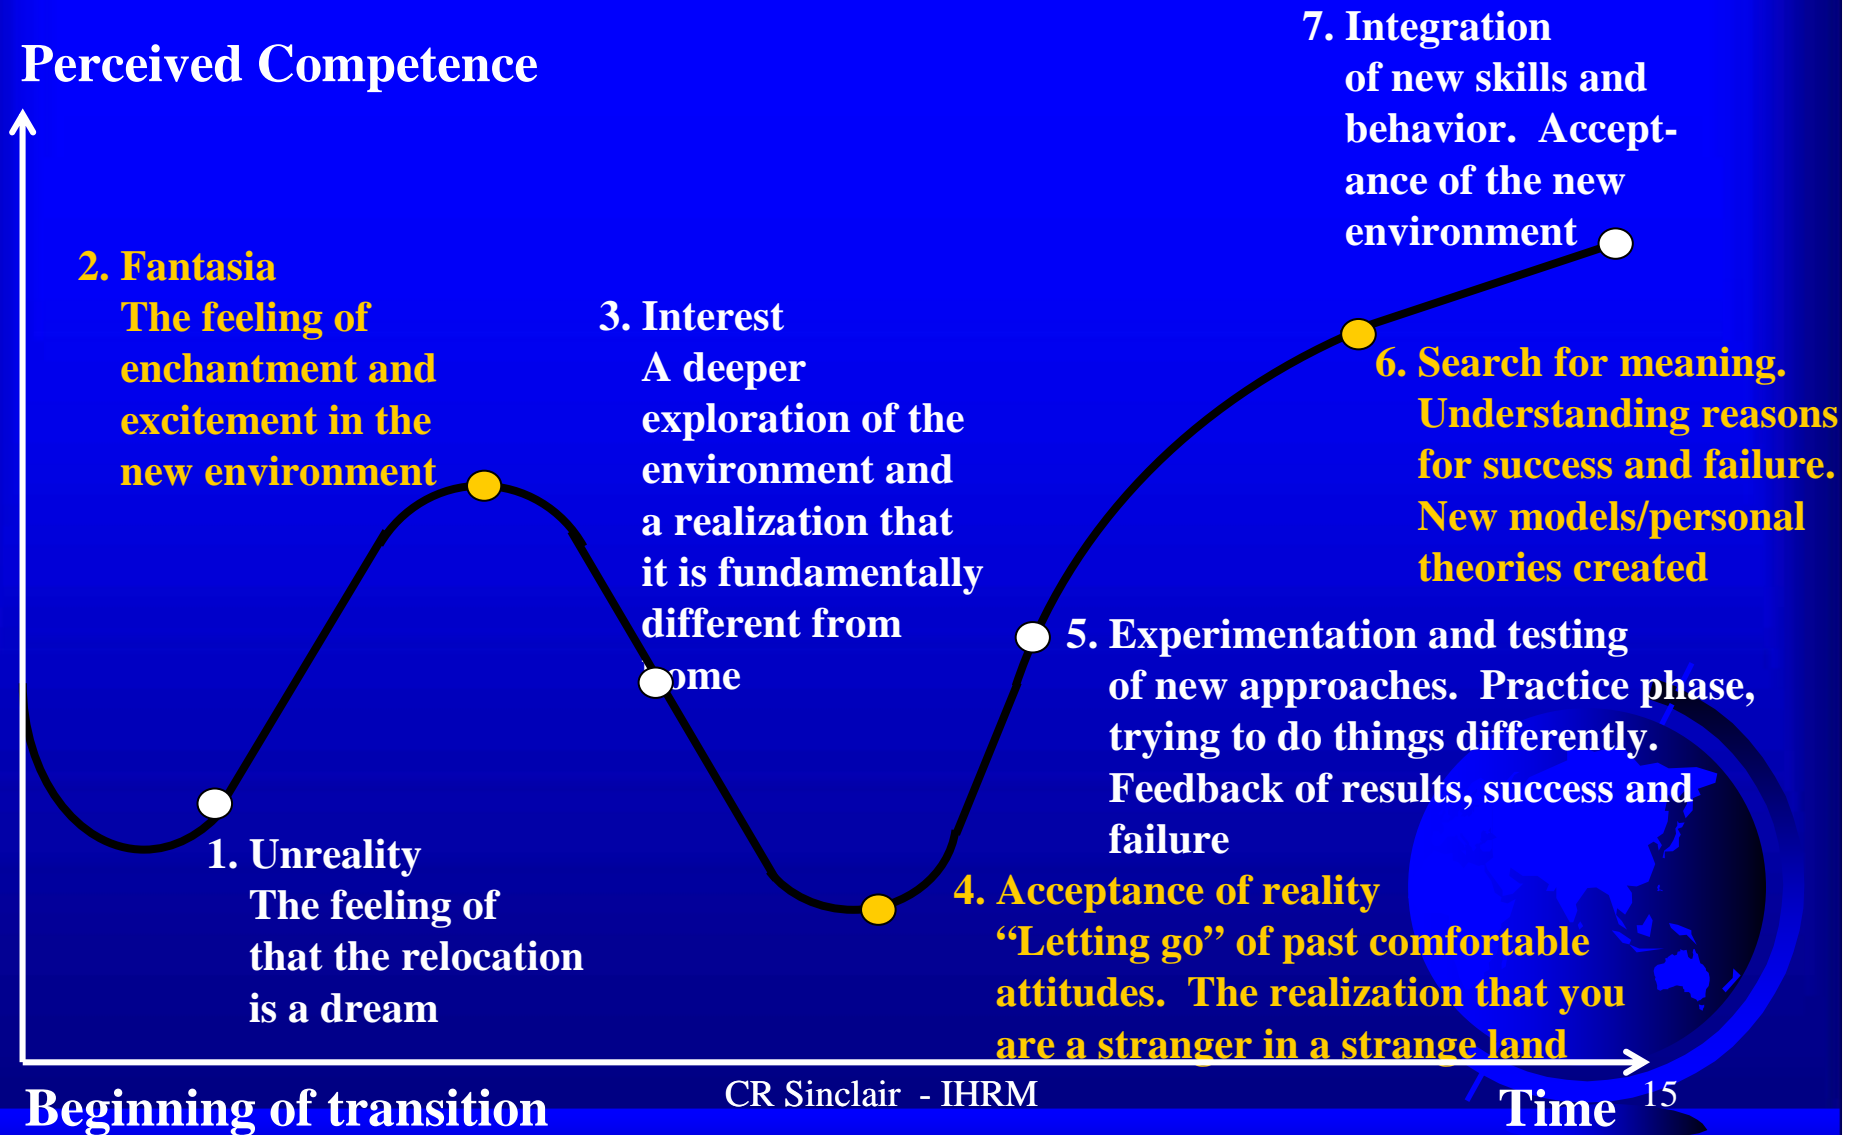 Perceived Competence
7. Integration
of new skills and
behavior. Accept-
ance of the new
environment
2. Fantasia
The feeling of
enchantment and
excitement in the
new environment
3. Interest
A deeper
exploration of the
environment and
a realization that
it is fundamentally
different from
home
6. Search for meaning.
Understanding reasons
for success and failure.
New models/personal
theories created
5. Experimentation and testing
of new approaches. Practice phase,
trying to do things differently.
Feedback of results, success and
failure
1. Unreality
The feeling of
that the relocation
is a dream
4. Acceptance of reality
“Letting go” of past comfortable
attitudes. The realization that you
are a stranger in a strange land
Beginning of transition
CR Sinclair - IHRM
Time
15